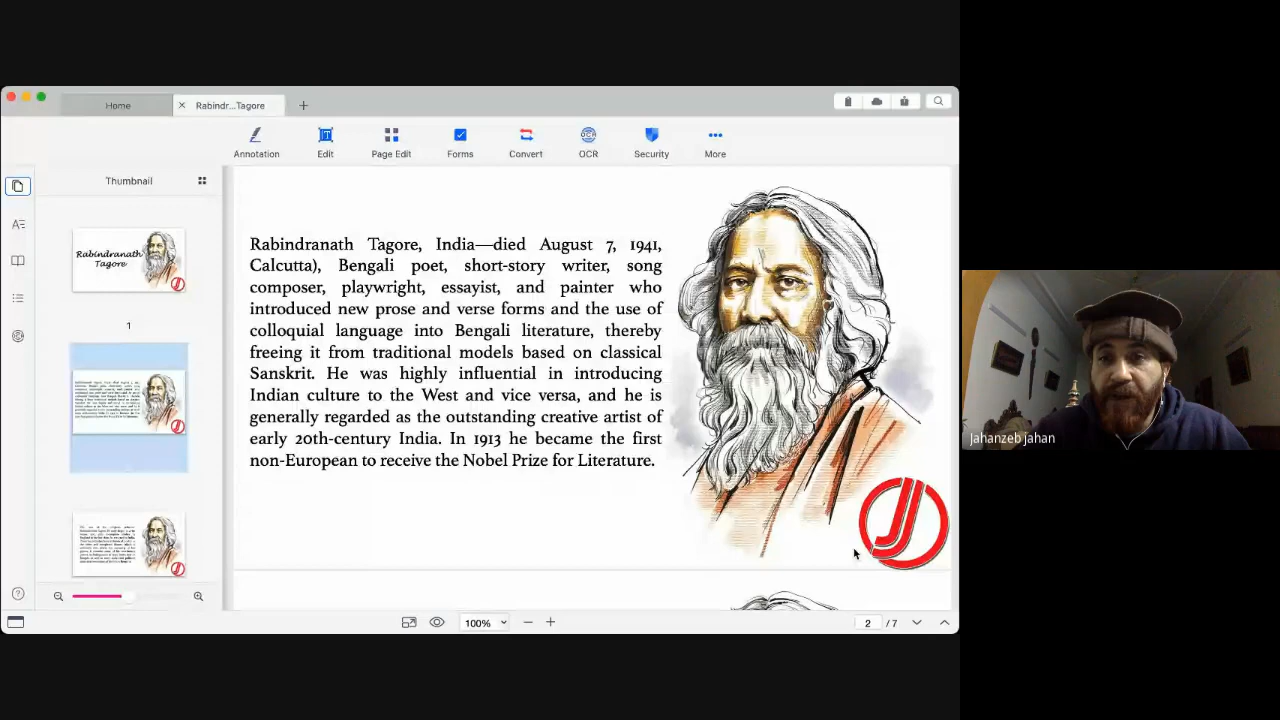 Home
Rabindr...Tagore
Annotation
Edit
Page Edit
Forms
Convert
OCR
Security
More
Thumbnail
Rabindranath
Tagore
1
Rabindranath Tagore, India—died August 7, 1941,
Calcutta), Bengali poet, short-story writer, song
composer, playwright, essayist, and painter who
introduced new prose and verse forms and the use of
colloquial language into Bengali literature, thereby
freeing it from traditional models based on classical
Sanskrit. He was highly influential in introducing
Indian culture to the West and vice versa, and he is
generally regarded as the outstanding creative artist of
early 20th-century India. In 1913 he became the first
non-European to receive the Nobel Prize for Literature.
100%
2 / 7
Jahanzeb jahan